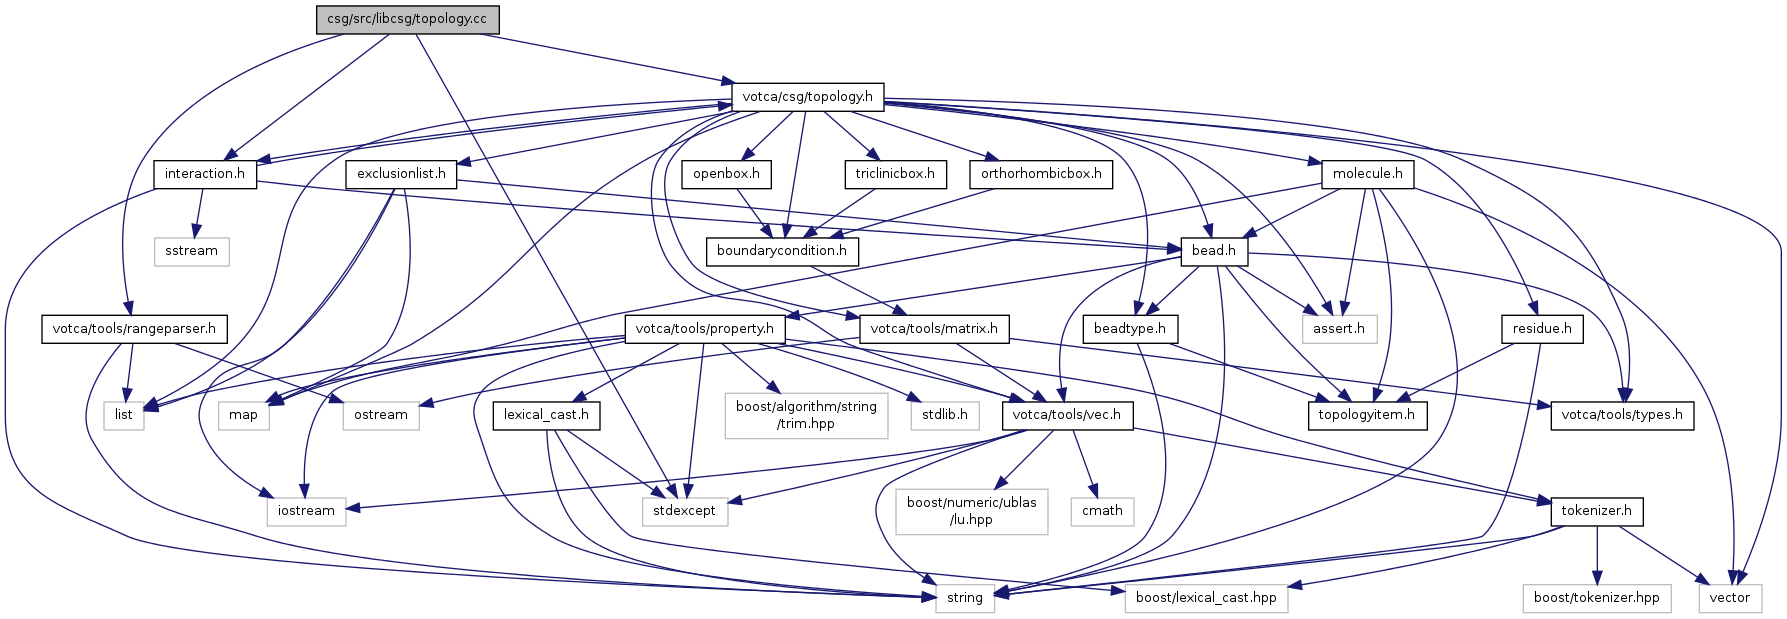 csg/src/libcsg/topology.cc
votca/csg/topology.h
interaction.h
exclusionlist.h
openbox.h
triclinicbox.h
orthorhombicbox.h
molecule.h
sstream
boundarycondition.h
bead.h
votca/tools/rangeparser.h
votca/tools/property.h
votca/tools/matrix.h
beadtype.h
assert.h
residue.h
list
map
ostream
lexical_cast.h
boost/algorithm/string
/trim.hpp
stdlib.h
votca/tools/vec.h
topologyitem.h
votca/tools/types.h
iostream
stdexcept
boost/numeric/ublas
/lu.hpp
cmath
tokenizer.h
string
boost/lexical_cast.hpp
boost/tokenizer.hpp
vector